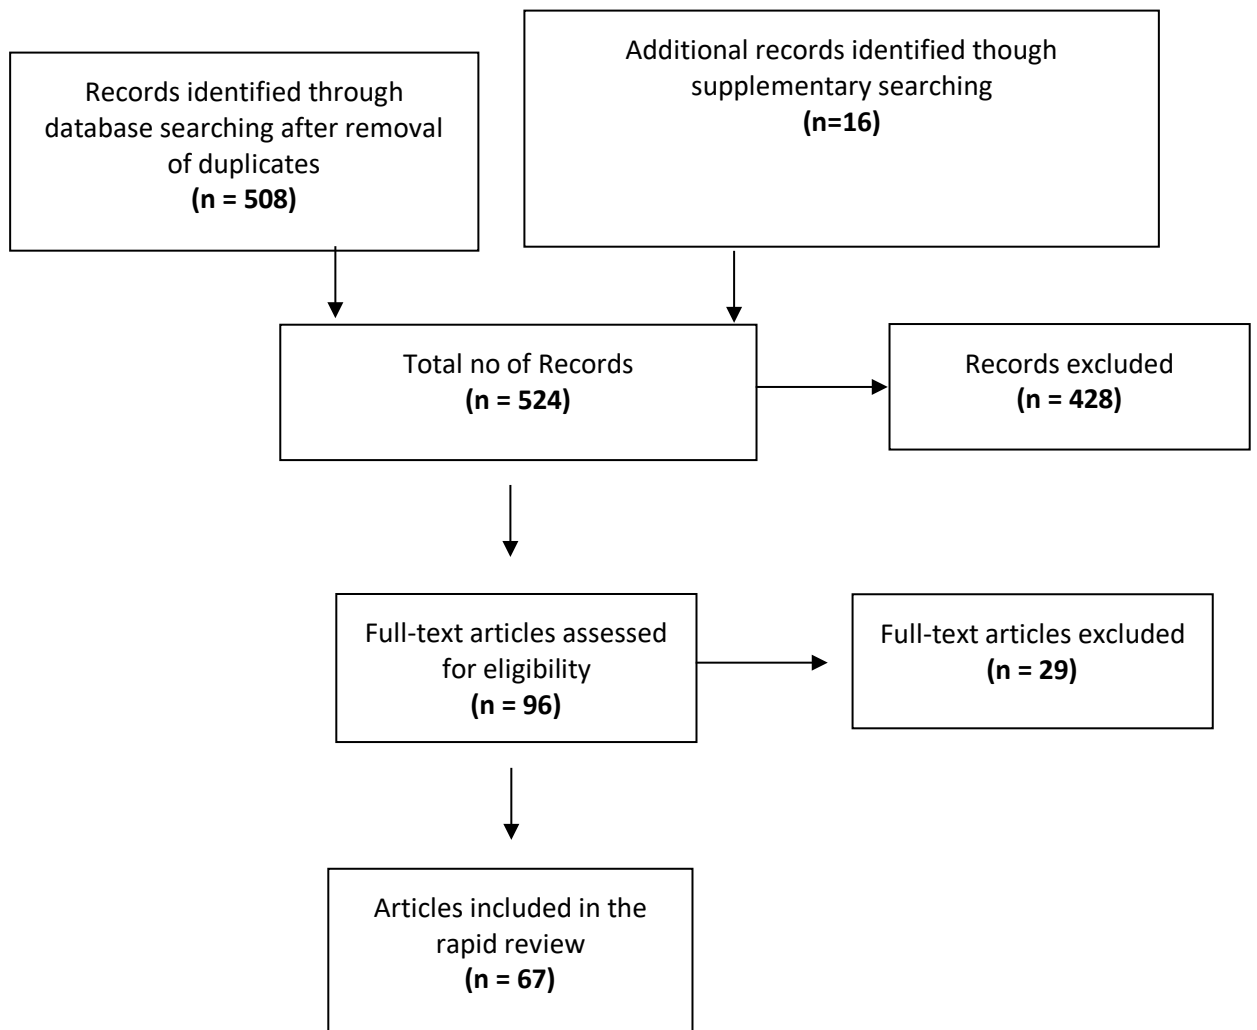 Records identified through
database searching after removal
of duplicates
(n = 508)
Additional records identified though
supplementary searching
(n=16)
Total no of Records
(n = 524)
Records excluded
(n = 428)
Full-text articles assessed
for eligibility
(n = 96)
Full-text articles excluded
(n = 29)
Articles included in the
rapid review
(n = 67)